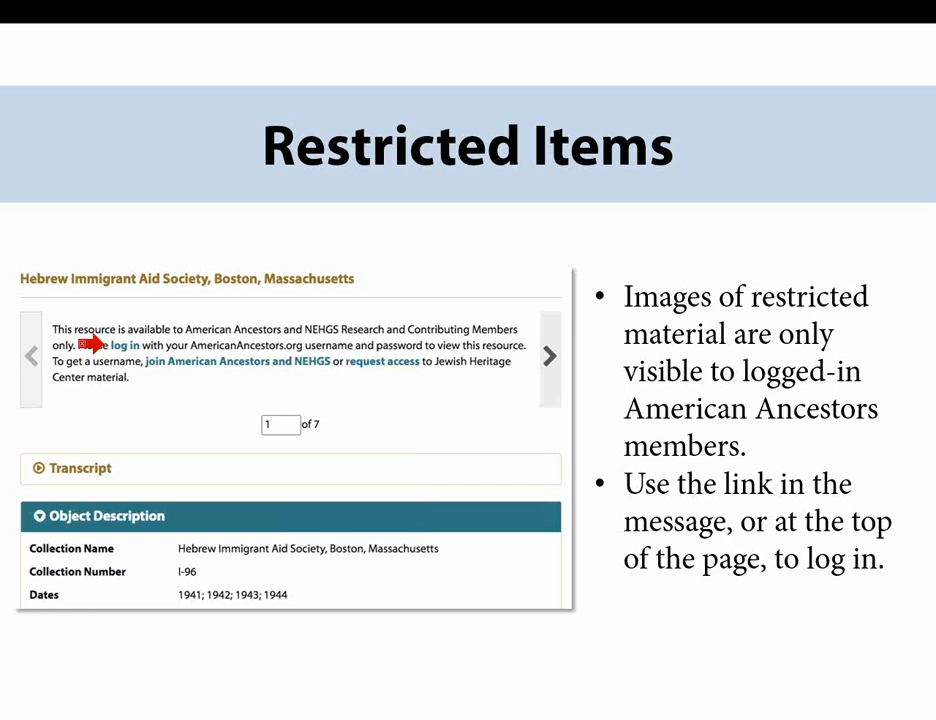 Restricted Items
Hebrew Immigrant Aid Society, Boston, Massachusetts
This resource is available to American Ancestors and NEHGS Research and Contributing Members
only. log in with your AmericanAncestors.org username and password to view this resource.
To get a username, join American Ancestors and NEHGS or request access to Jewish Heritage
Center material.
1 of 7
Transcript
Object Description
Collection Name Hebrew Immigrant Aid Society, Boston, Massachusetts
Collection Number I-96
Dates 1941; 1942; 1943; 1944
• Images of restricted
material are only
visible to logged-in
American Ancestors
members.
• Use the link in the
message, or at the top
of the page, to log in.